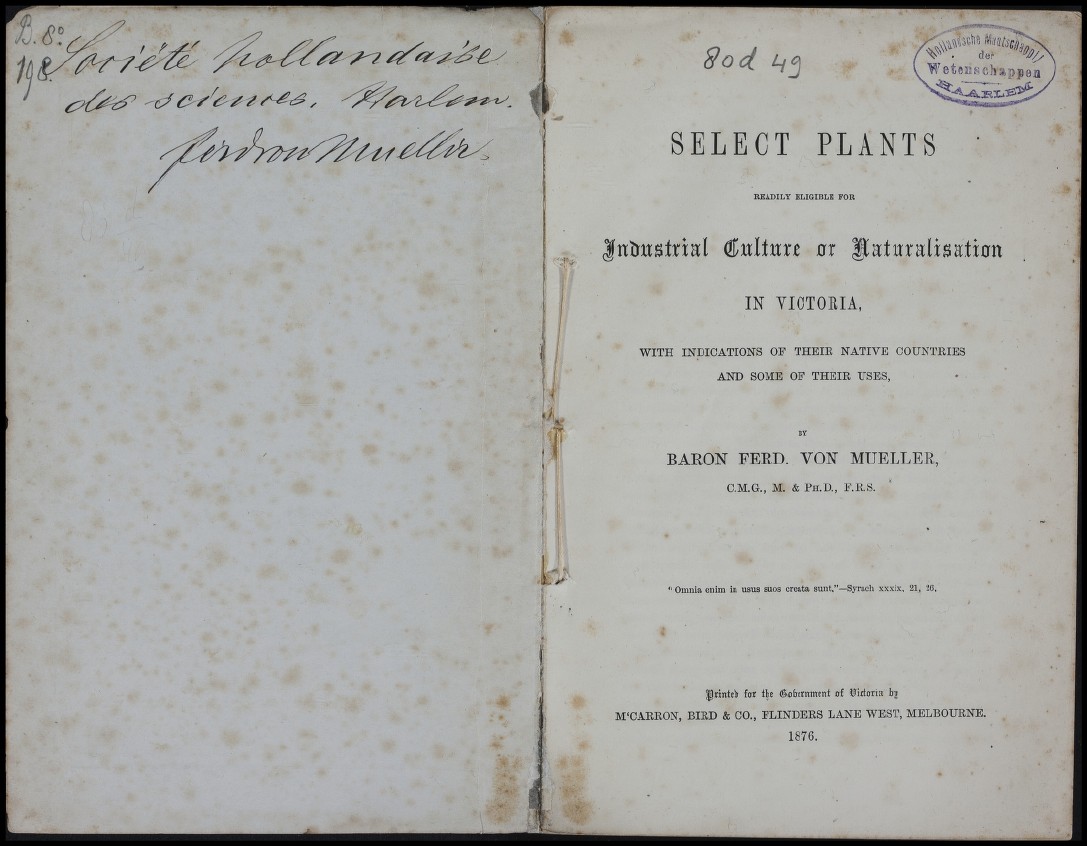 B. 8º
198.
Société hollandaise
des sciences. Harlem.
Ferd von Mueller.
80d 49
Hollandsche Maatschappij
der
Wetenschappen
HAARLEM
SELECT PLANTS
READILY ELIGIBLE FOR
Industrial Culture or Naturalisation
IN VICTORIA,
WITH INDICATIONS OF THEIR NATIVE COUNTRIES
AND SOME OF THEIR USES,
BY
BARON FERD. VON MUELLER,
C.M.G., M. & PH.D., F.R.S.
"Omnia enim in usus suos creata sunt."—Syrach xxxix, 21, 26,
Printed for the Government of Victoria by
M'CARRON, BIRD & CO., FLINDERS LANE WEST, MELBOURNE.
1876.